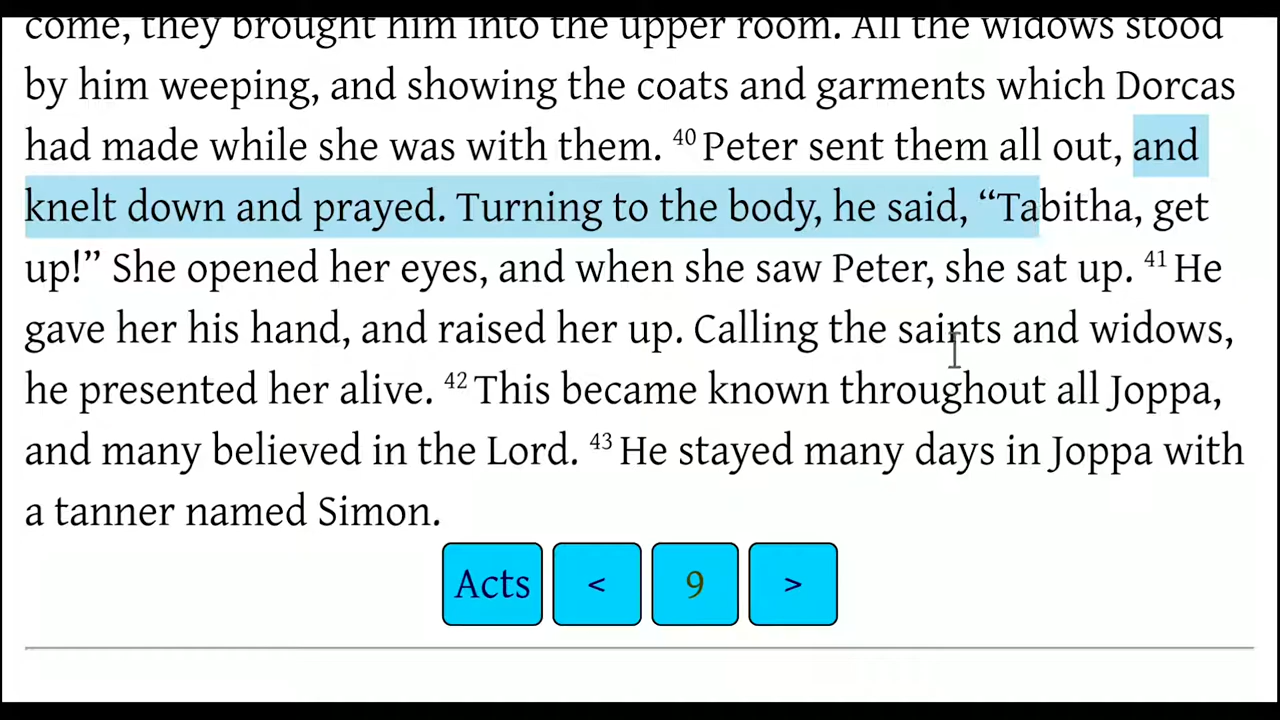 come, they brought him into the upper room. All the widows stood
by him weeping, and showing the coats and garments which Dorcas
had made while she was with them. 40 Peter sent them all out, and
knelt down and prayed. Turning to the body, he said, “Tabitha, get
up!” She opened her eyes, and when she saw Peter, she sat up. 41 He
gave her his hand, and raised her up. Calling the saints and widows,
he presented her alive. 42 This became known throughout all Joppa,
and many believed in the Lord. 43 He stayed many days in Joppa with
a tanner named Simon.
Acts < 9 >